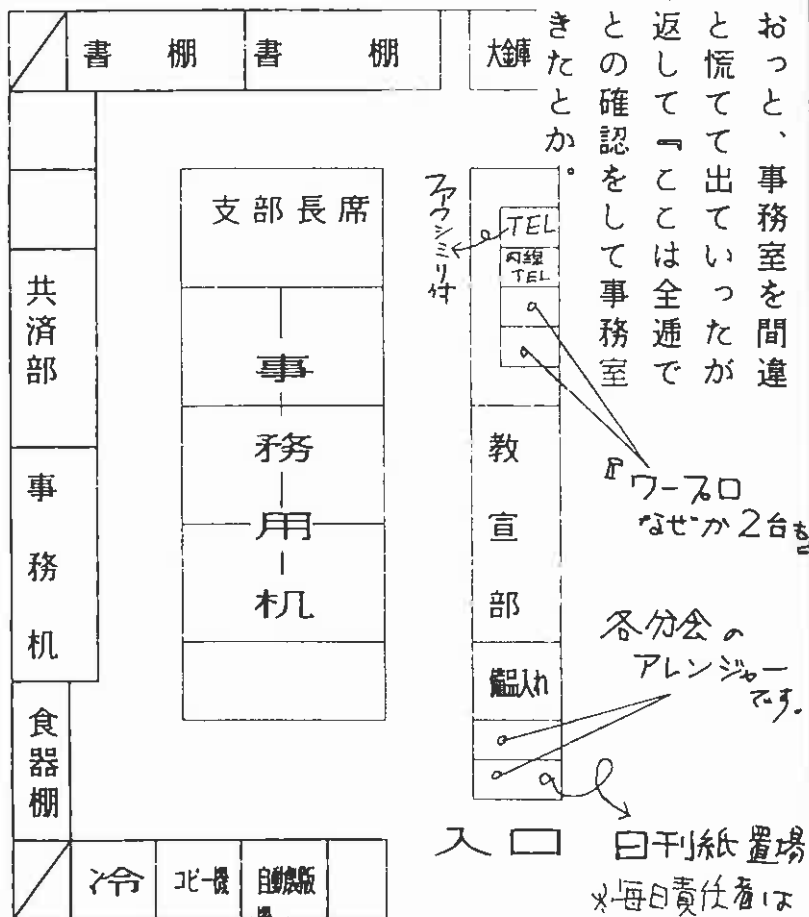 おっと、事務室を間違
と慌てて出ていったが
返して『ここは全逓で
との確認をして事務室
きたとか。
書棚
書棚
大金庫
支部長席
事務用机
共済部
事務机
食器棚
冷
コピー機
自動製版機
TEL
内線
TEL
ファクシミリ付
教宣部
備品入れ
ワープロ
なぜか2台も
各分会の
アレンジャー
です。
入口
日刊紙置場
※毎日責任者は